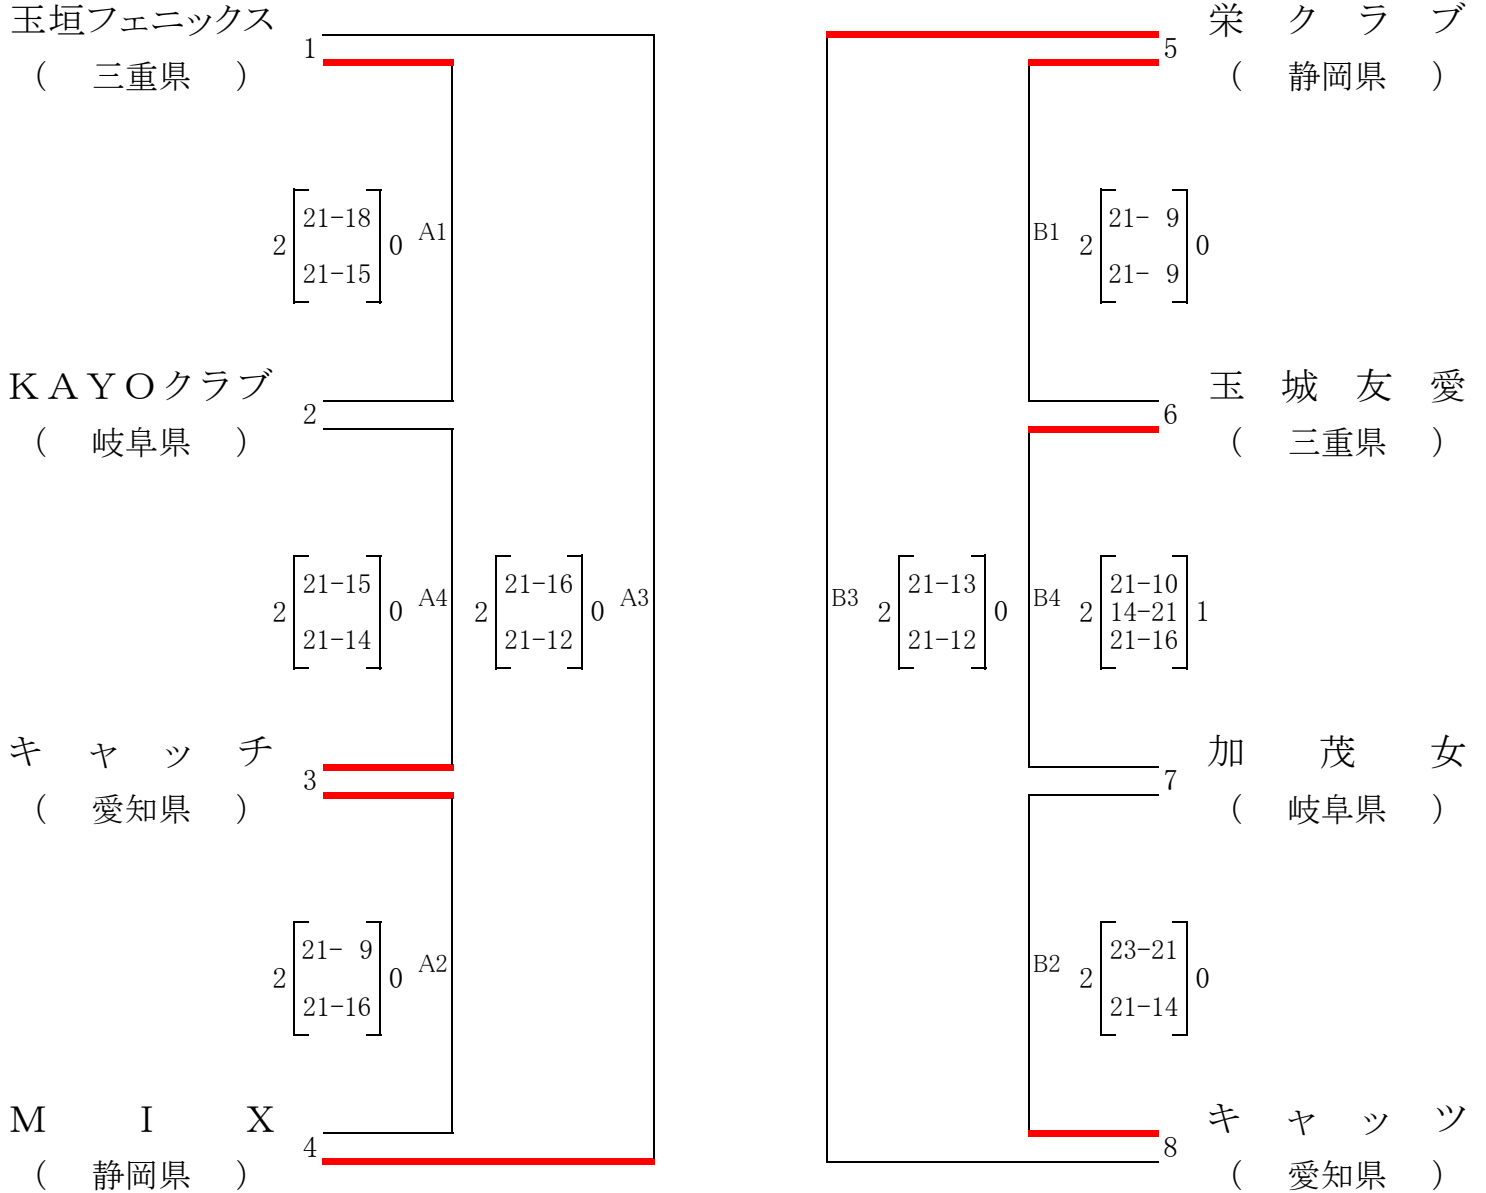 玉垣フェニックス
1
（ 三重県 ）
2 21-18 0 A1
21-15
KAYOクラブ
2
（ 岐阜県 ）
2 21-15 0 A4
21-14
2 21-16 0 A3
21-12
キャッチ
3
（ 愛知県 ）
2 21- 9 0 A2
21-16
MIX
4
（ 静岡県 ）
栄クラブ
5
（ 静岡県 ）
B1 2 21- 9 0
21- 9
玉城友愛
6
（ 三重県 ）
B3 2 21-13 0
21-12
B4 2 21-10 1
14-21
21-16
加茂女
7
（ 岐阜県 ）
B2 2 23-21 0
21-14
キャッツ
8
（ 愛知県 ）